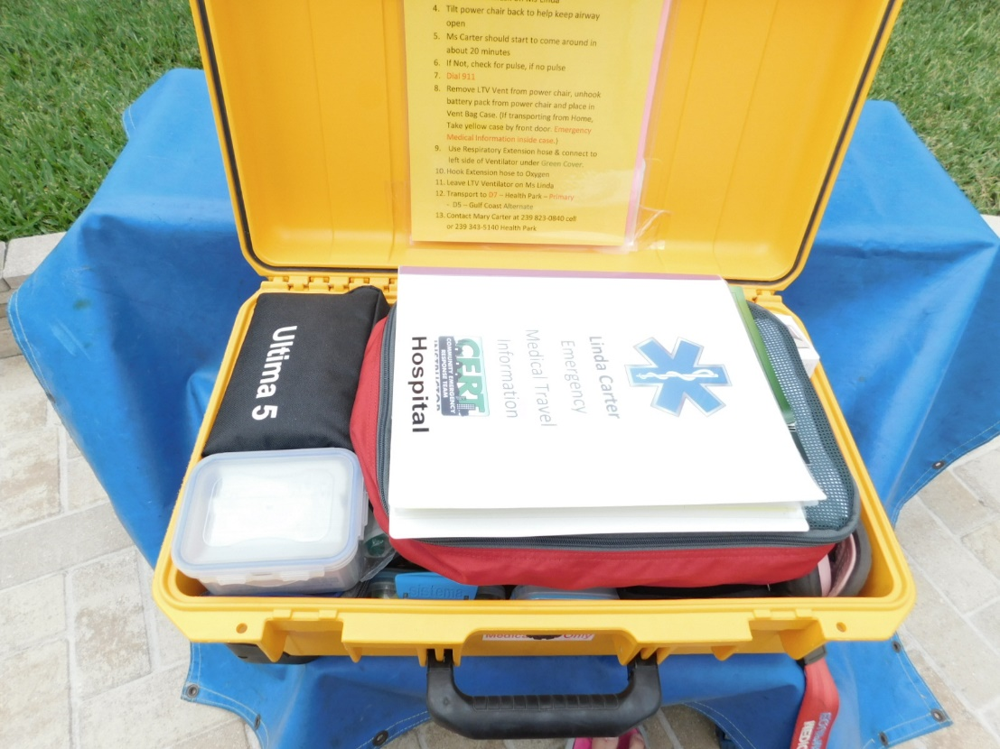 4. Tilt power chair back to help keep airway
open
5. Ms Carter should start to come around in
about 20 minutes
6. If Not, check for pulse, if no pulse
7. Dial 911
8. Remove LTV Vent from power chair, unhook
battery pack from power chair and place in
Vent Bag Case. (If transporting from Home,
Take yellow case by front door. Emergency
Medical Information inside case.)
9. Use Respiratory Extension hose & connect to
left side of Ventilator under Green Cover.
10. Hook Extension hose to Oxygen
11. Leave LTV Ventilator on Ms Linda
12. Transport to D7 – Health Park – Primary
- D5 – Gulf Coast Alternate
13. Contact Mary Carter at 239 823-0840 cell
or 239 343-5140 Health Park
Ultima 5
Linda Carter
Emergency
Medical Travel
Information
CERT
COMMUNITY EMERGENCY
RESPONSE TEAM
Hospital
sistema
Only